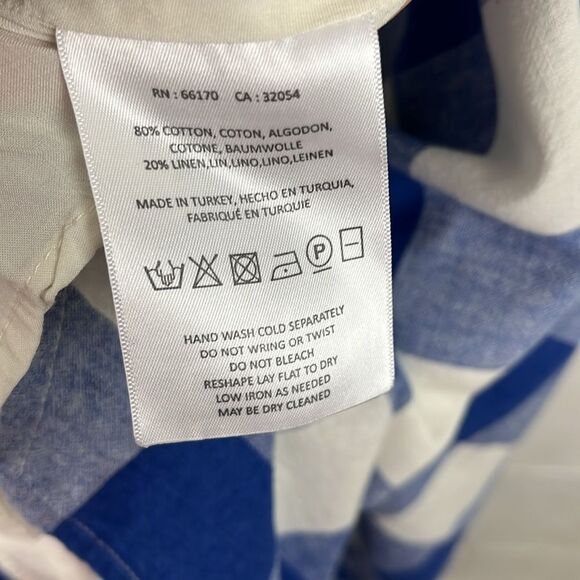 RN : 66170 CA : 32054
80% COTTON, COTON, ALGODON,
COTONE, BAUMWOLLE
20% LINEN,LIN,LINO,LINO,LEINEN
MADE IN TURKEY, HECHO EN TURQUIA,
FABRIQUÉ EN TURQUIE
P
HAND WASH COLD SEPARATELY
DO NOT WRING OR TWIST
DO NOT BLEACH
RESHAPE LAY FLAT TO DRY
LOW IRON AS NEEDED
MAY BE DRY CLEANED